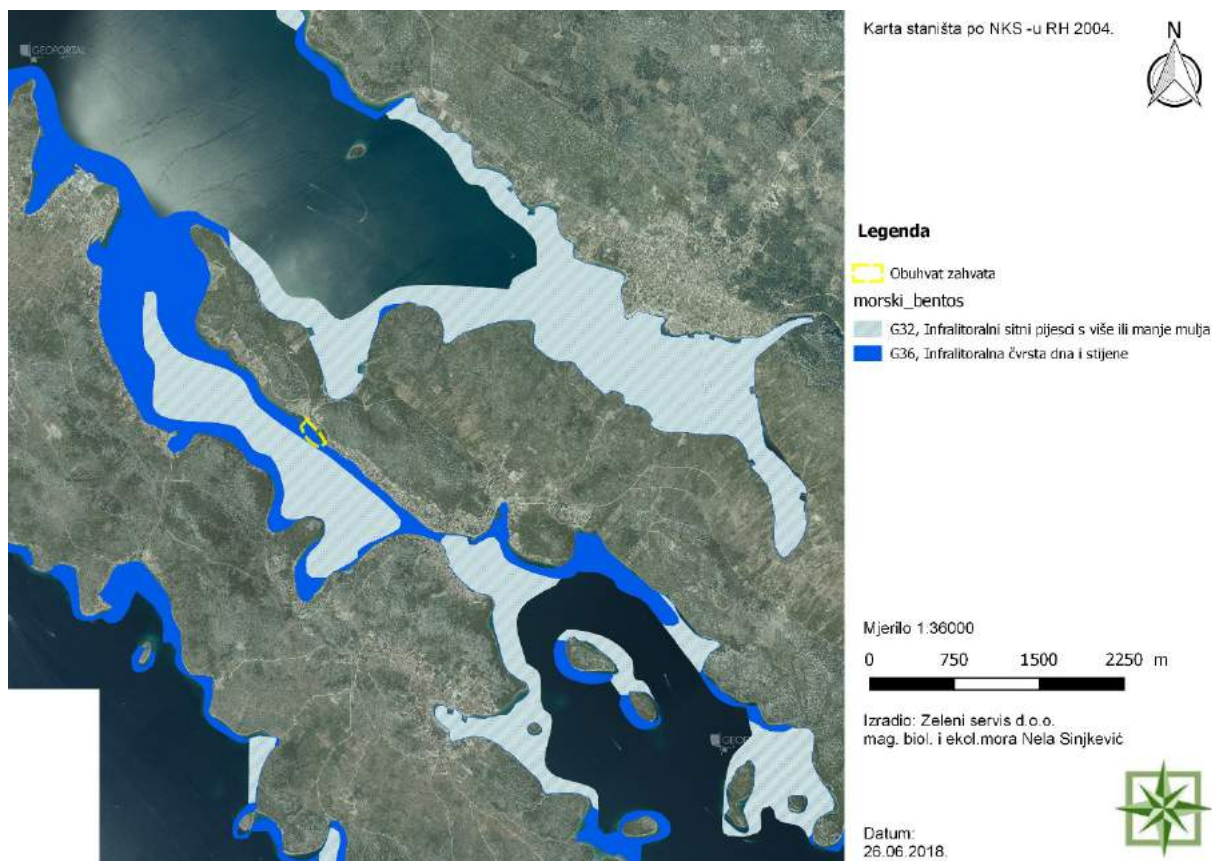 Karta staništa po NKS -u RH 2004.
N
GEOPORTAL
GEOPORTAL
Legenda
Obuhvat zahvata
morski_bentos
G32, Infralitoralni sitni pijesci s više ili manje mulja
G36, Infralitoralna čvrsta dna i stijene
Mjerilo 1:36000
0 750 1500 2250 m
Izradio: Zeleni servis d.o.o.
mag. biol. i ekol.mora Nela Sinjkević
Datum:
26.06.2018.